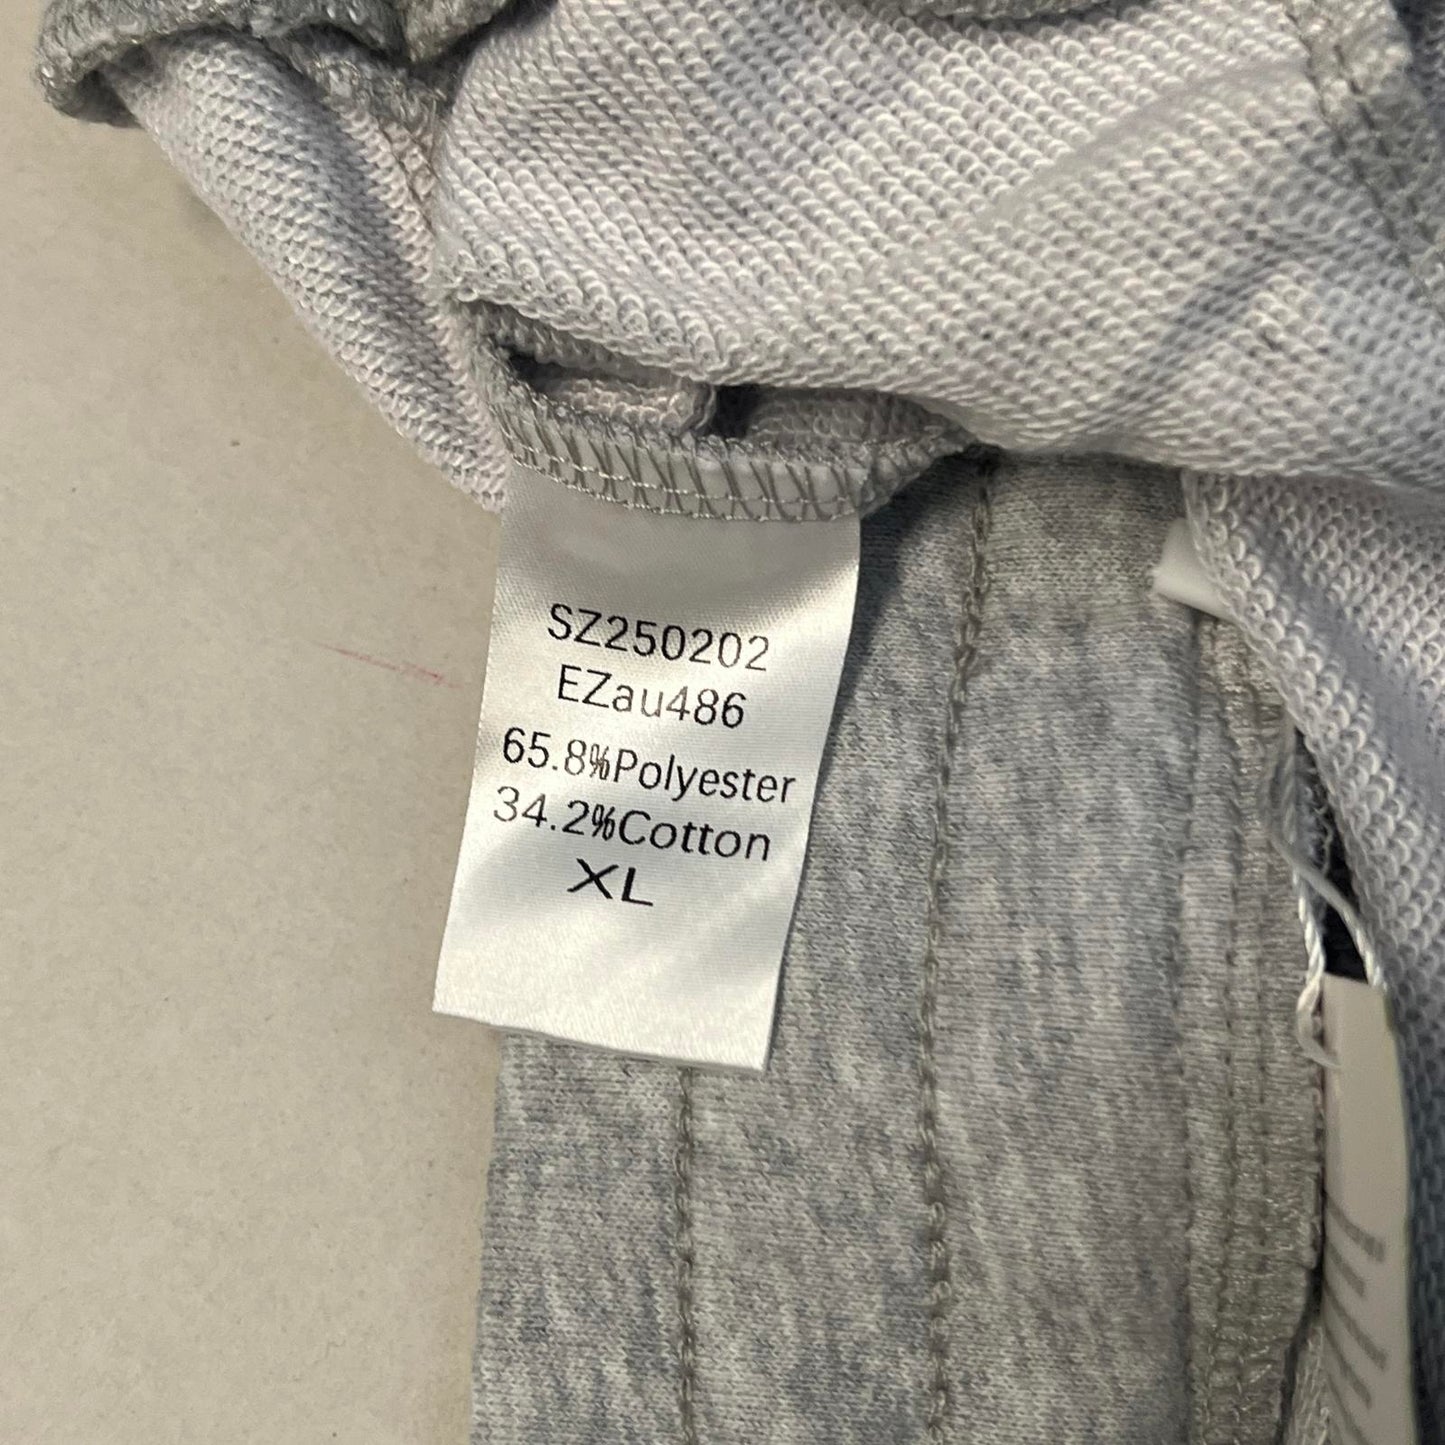 SZ250202
EZau486
65.8%Polyester
34.2%Cotton
XL